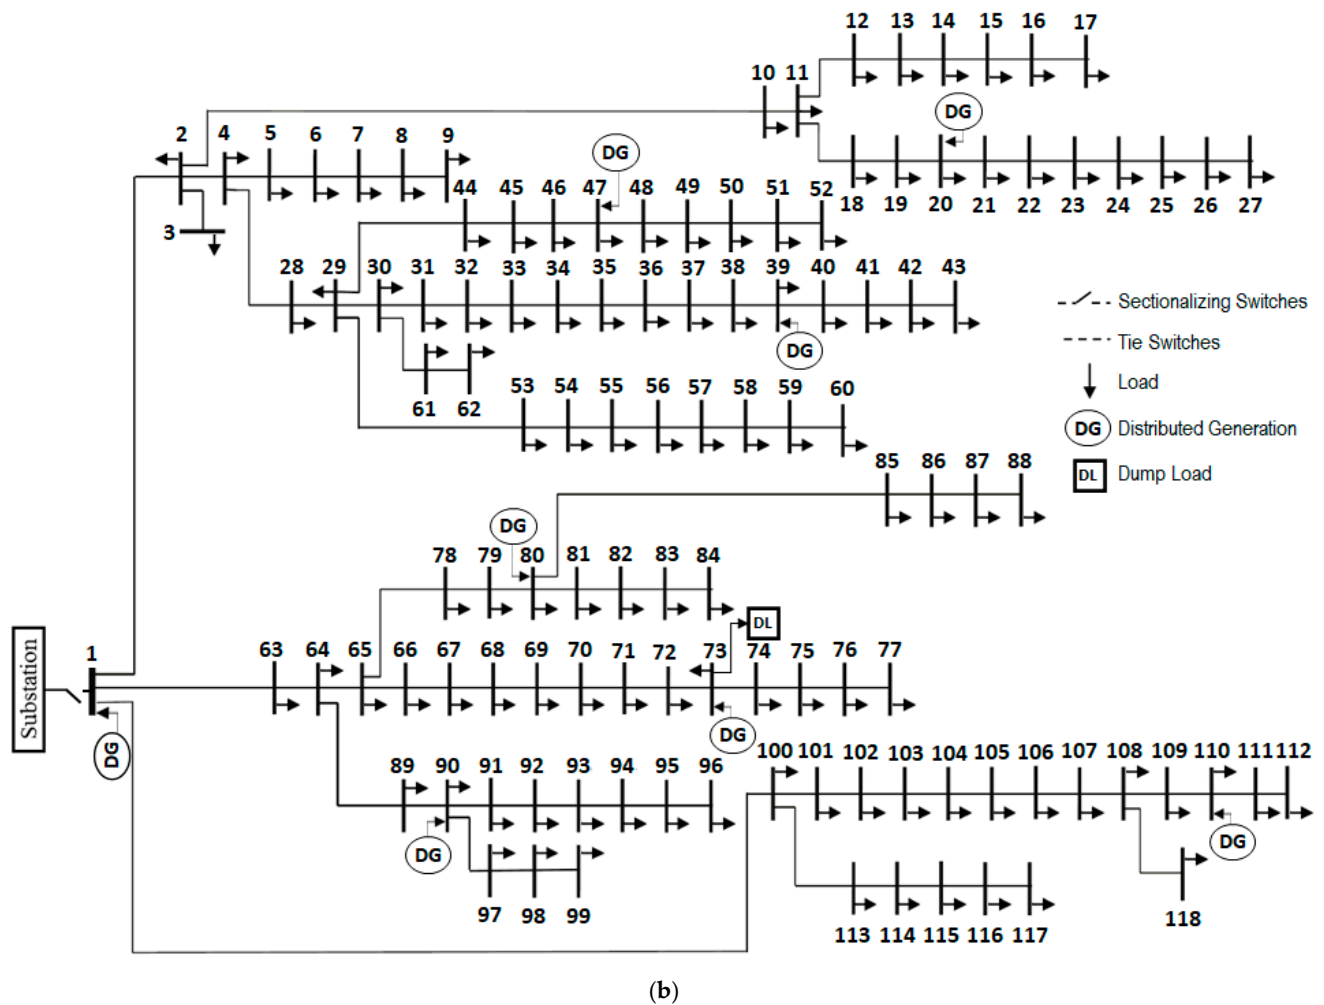 12 13 14 15 16 17
10 11
DG
2 4 5 6 7 8 9
DG
44 45 46 47 48 49 50 51 52
18 19 20 21 22 23 24 25 26 27
3
28 29 30 31 32 33 34 35 36 37 38 39 40 41 42 43
Sectionalizing Switches
Tie Switches
DG
Load
61 62
53 54 55 56 57 58 59 60
DG Distributed Generation
DL Dump Load
85 86 87 88
DG
78 79 80 81 82 83 84
DL
Substation
1
63 64 65 66 67 68 69 70 71 72 73 74 75 76 77
DG
DG
100 101 102 103 104 105 106 107 108 109 110 111 112
89 90 91 92 93 94 95 96
DG
DG
97 98 99
113 114 115 116 117
118
(b)